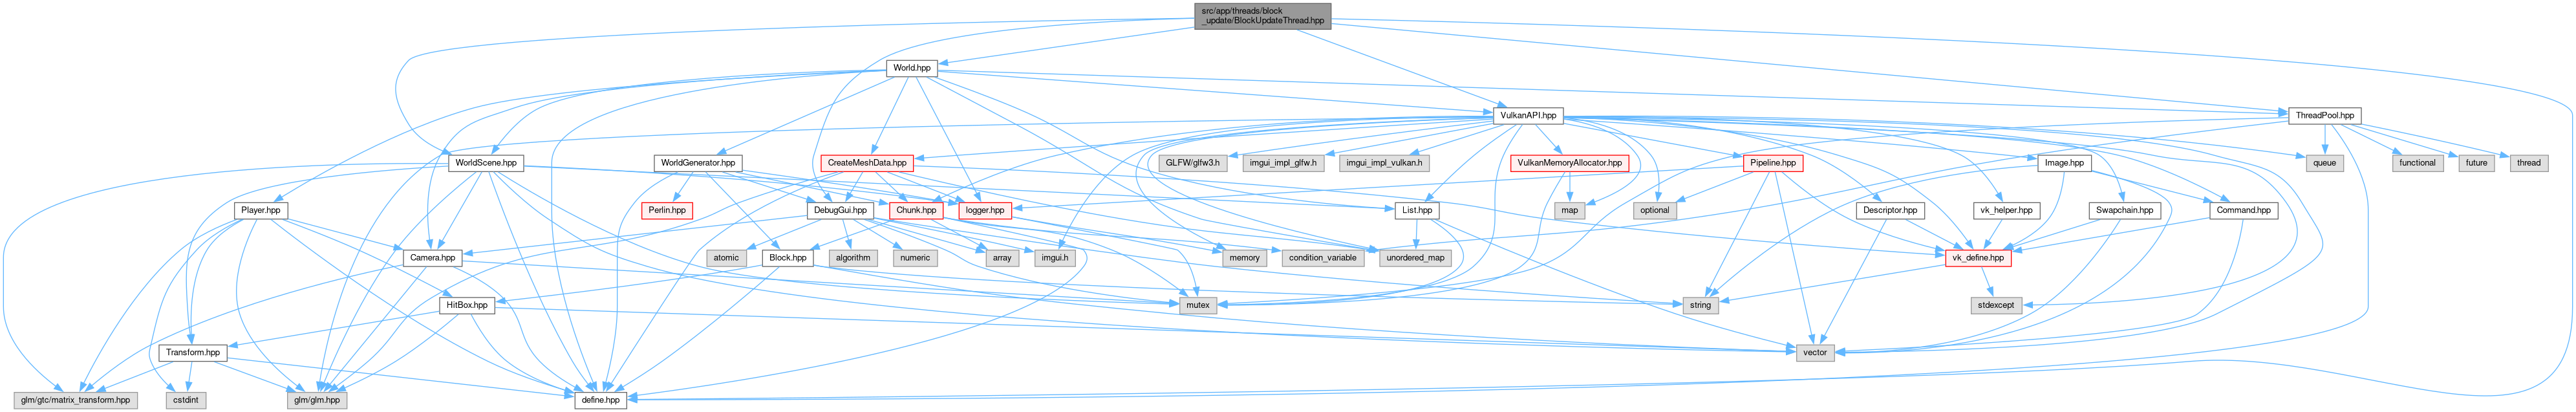 src/app/threads/block
_update/BlockUpdateThread.hpp
World.hpp
VulkanAPI.hpp
ThreadPool.hpp
WorldScene.hpp
WorldGenerator.hpp
CreateMeshData.hpp
GLFW/glfw3.h
imgui_impl_glfw.h
imgui_impl_vulkan.h
VulkanMemoryAllocator.hpp
Pipeline.hpp
Image.hpp
queue
functional
future
thread
Player.hpp
Perlin.hpp
DebugGui.hpp
Chunk.hpp
logger.hpp
List.hpp
map
optional
Descriptor.hpp
vk_helper.hpp
Swapchain.hpp
Command.hpp
Camera.hpp
atomic
Block.hpp
algorithm
numeric
array
imgui.h
memory
condition_variable
unordered_map
vk_define.hpp
HitBox.hpp
mutex
string
stdexcept
Transform.hpp
vector
glm/gtc/matrix_transform.hpp
cstdint
glm/glm.hpp
define.hpp